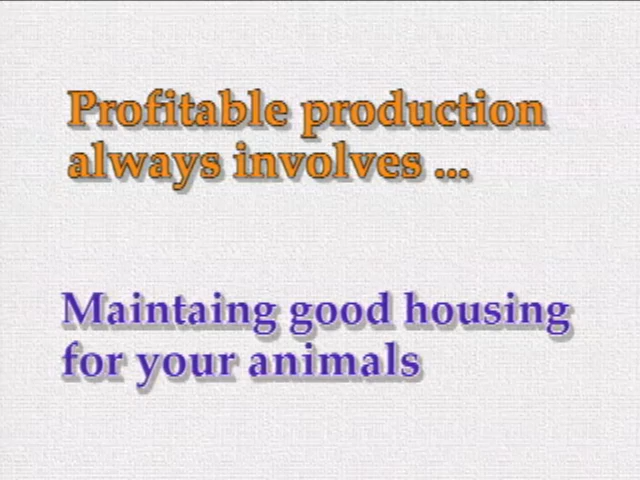 Profitable production
always involves ...
Maintaing good housing
for your animals